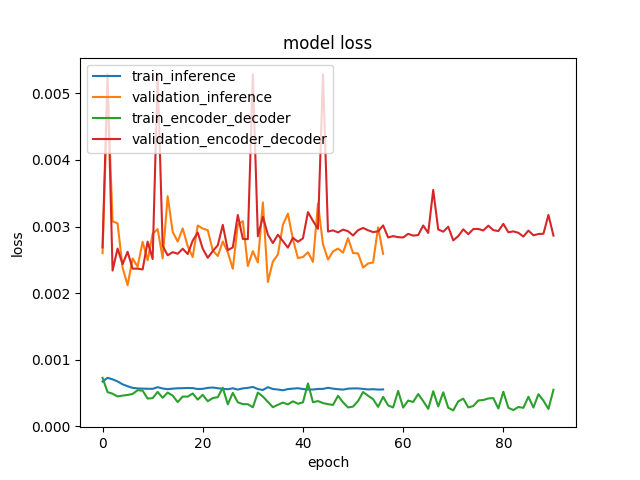 model loss
train_inference
validation_inference
train_encoder_decoder
validation_encoder_decoder
0.005
0.004
0.003
0.002
0.001
0.000
loss
0 20 40 60 80
epoch